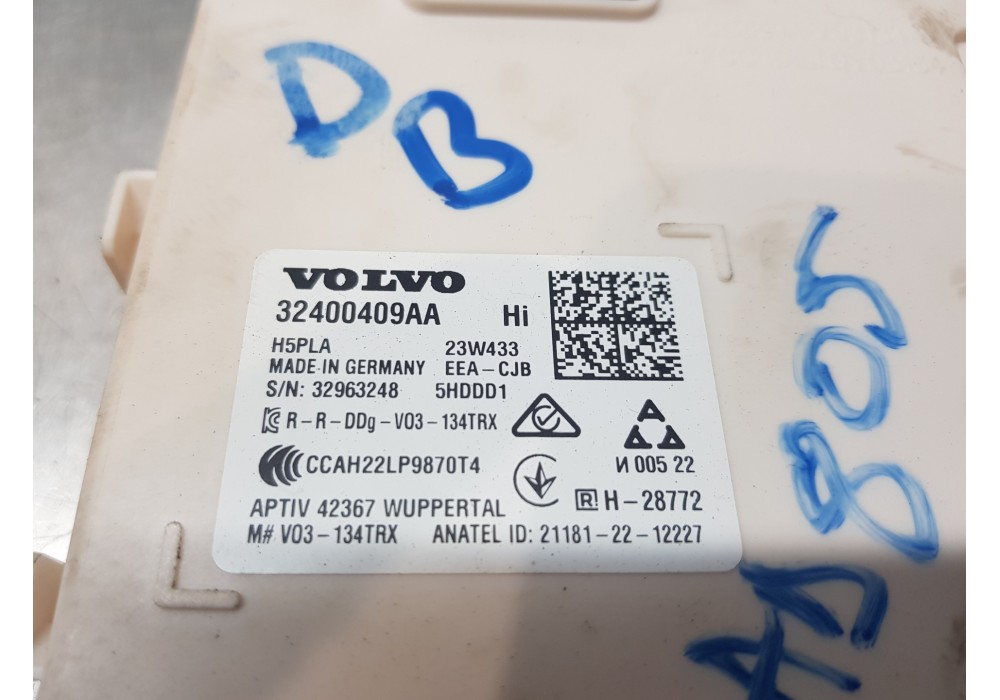 DB
VOLVO
32400409AA Hi
H5PLA 23W433
MADE-IN GERMANY EEA-CJB
S/N: 32963248 5HDDD1
R-R-DDg-V03-134TRX
CCAH22LP9870T4
И 005 22
R H-28772
APTIV 42367 WUPPERTAL
M# V03-134TRX ANATEL ID: 21181-22-12227
A805